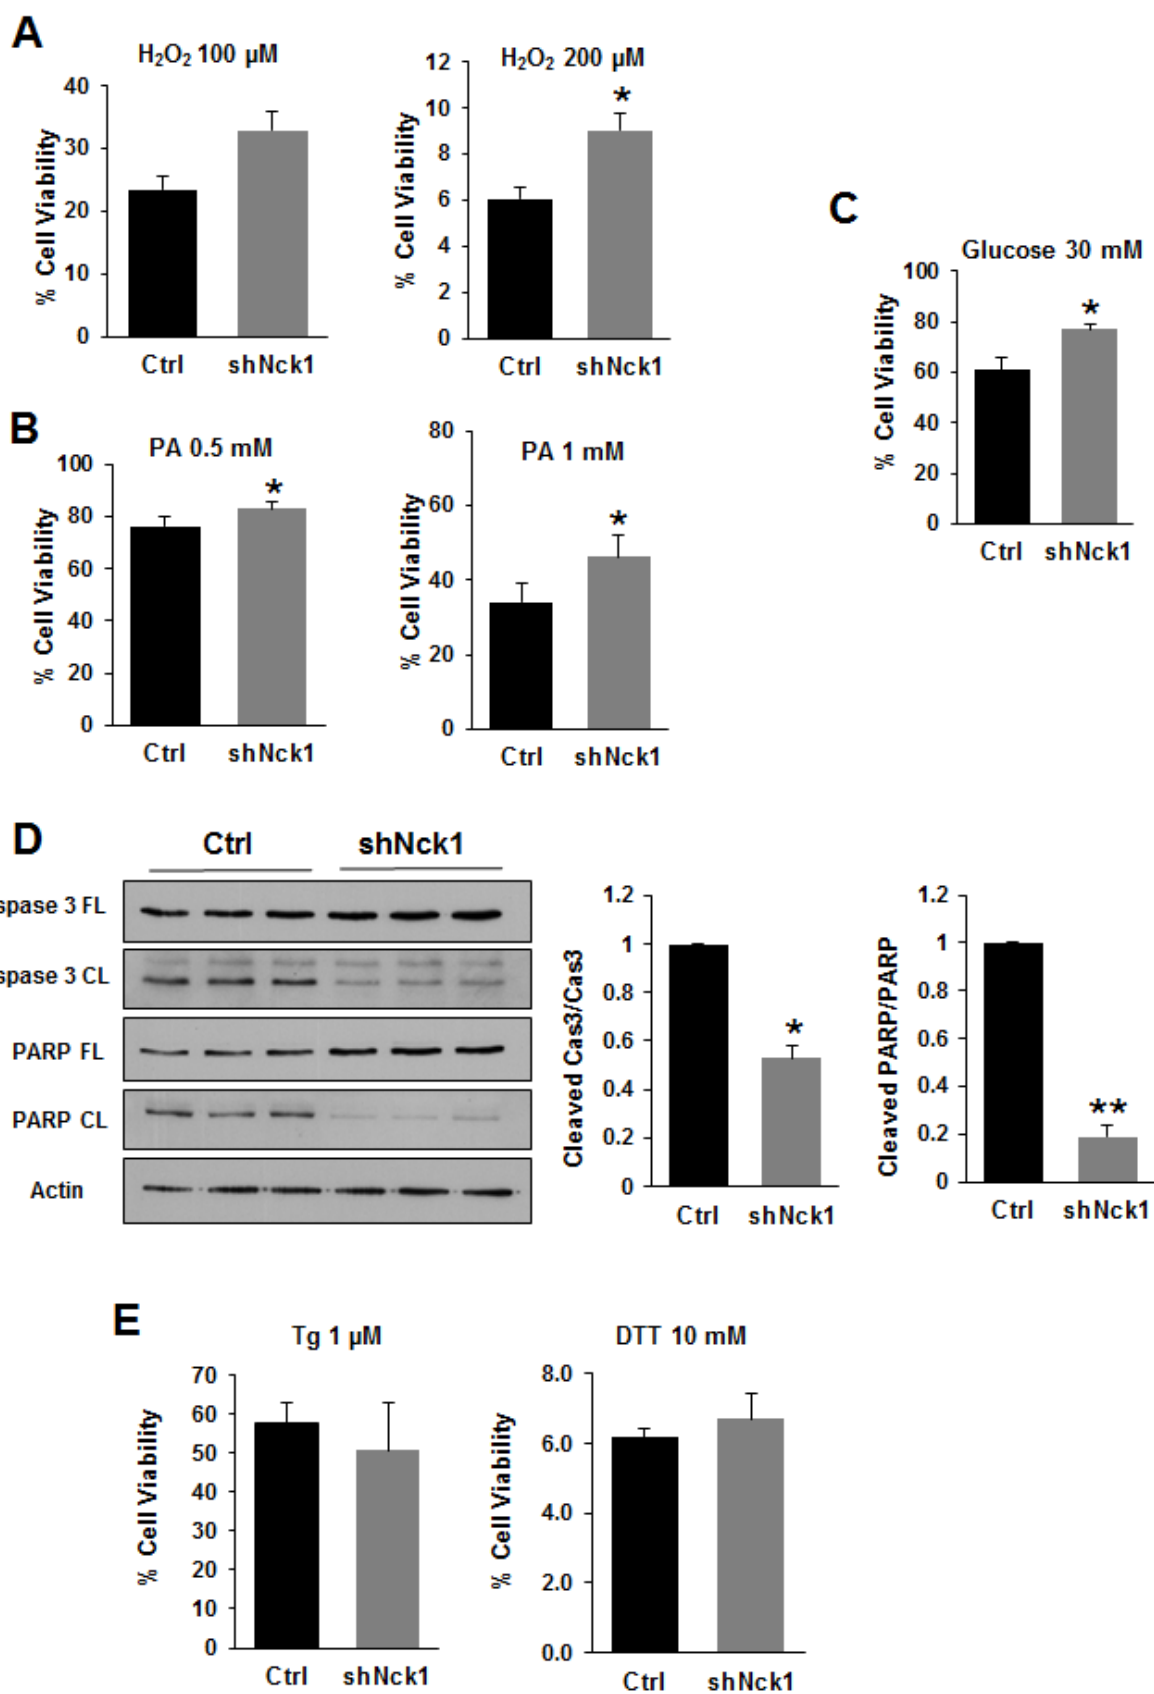 A
H₂O₂ 100 µM
% Cell Viability
40
30
20
10
0
Ctrl shNck1
H₂O₂ 200 µM
% Cell Viability
12
10
8
6
4
2
0
*
Ctrl shNck1
B
PA 0.5 mM
% Cell Viability
100
80
60
40
20
0
*
Ctrl shNck1
PA 1 mM
% Cell Viability
80
60
40
20
0
*
Ctrl shNck1
C
Glucose 30 mM
% Cell Viability
100
80
60
40
20
0
*
Ctrl shNck1
D
Ctrl shNck1
spase 3 FL
spase 3 CL
PARP FL
PARP CL
Actin
Cleaved Cas3/Cas3
1.2
1
0.8
0.6
0.4
0.2
0
*
Ctrl shNck1
Cleaved PARP/PARP
1.2
1
0.8
0.6
0.4
0.2
0
**
Ctrl shNck1
E
Tg 1 µM
% Cell Viability
70
60
50
40
30
20
10
0
Ctrl shNck1
DTT 10 mM
% Cell Viability
8.0
6.0
4.0
2.0
0.0
Ctrl shNck1